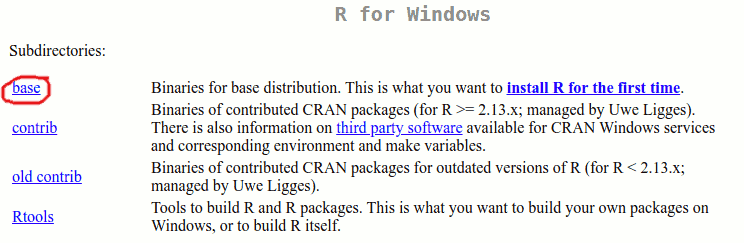 R for Windows
Subdirectories:
base Binaries for base distribution. This is what you want to install R for the first time.
Binaries of contributed CRAN packages (for R >= 2.13.x; managed by Uwe Ligges).
contrib There is also information on third party software available for CRAN Windows services
and corresponding environment and make variables.
old contrib Binaries of contributed CRAN packages for outdated versions of R (for R < 2.13.x;
managed by Uwe Ligges).
Rtools Tools to build R and R packages. This is what you want to build your own packages on
Windows, or to build R itself.